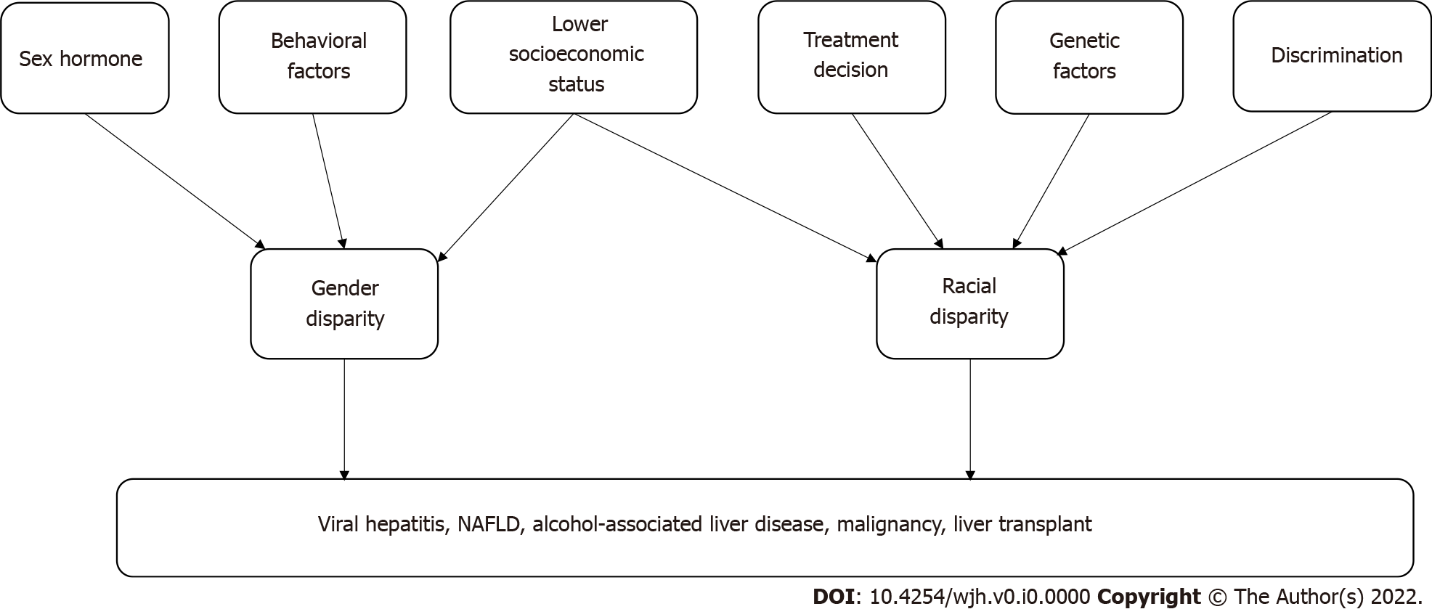 Sex hormone
Behavioral
factors
Lower
socioeconomic
status
Treatment
decision
Genetic
factors
Discrimination
Gender
disparity
Racial
disparity
Viral hepatitis, NAFLD, alcohol-associated liver disease, malignancy, liver transplant
DOI: 10.4254/wjh.v0.i0.0000 Copyright © The Author(s) 2022.